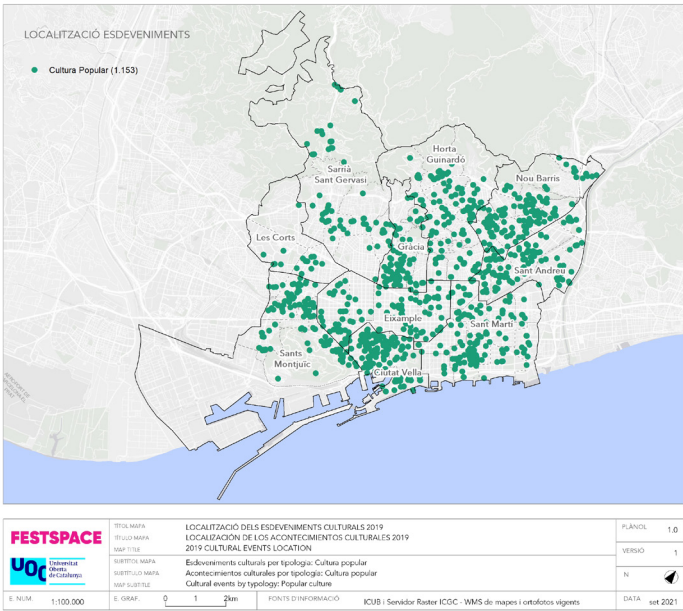 LOCALITZACIÓ ESDEVENIMENTS
Cultura Popular (1.153)
Horta
Guinardó
Nou Barris
Sarrià
Sant Gervasi
Les Corts
Gràcia
Sant Andreu
Eixample
Sant Martí
Sants
Montjuïc
Ciutat Vella
FESTSPACE
UOC Universitat
Oberta
de Catalunya
TÍTOL MAPA LOCALITZACIÓ DELS ESDEVENIMENTS CULTURALS 2019
TÍTULO MAPA LOCALIZACIÓN DE LOS ACONTECIMIENTOS CULTURALES 2019
MAP TITLE 2019 CULTURAL EVENTS LOCATION
SUBTÍTOL MAPA Esdeveniments culturals per tipologia: Cultura popular
SUBTÍTULO MAPA Acontecimientos culturales por tipología: Cultura popular
MAP SUBTITLE Cultural events by typology: Popular culture
PLÀNOL 1.0
VERSIÓ 1
N
E. NUM. 1:100.000
E. GRAF. 0 1 2km
FONTS D'INFORMACIÓ ICUB i Servidor Raster ICGC - WMS de mapes i ortofotos vigents
DATA set 2021